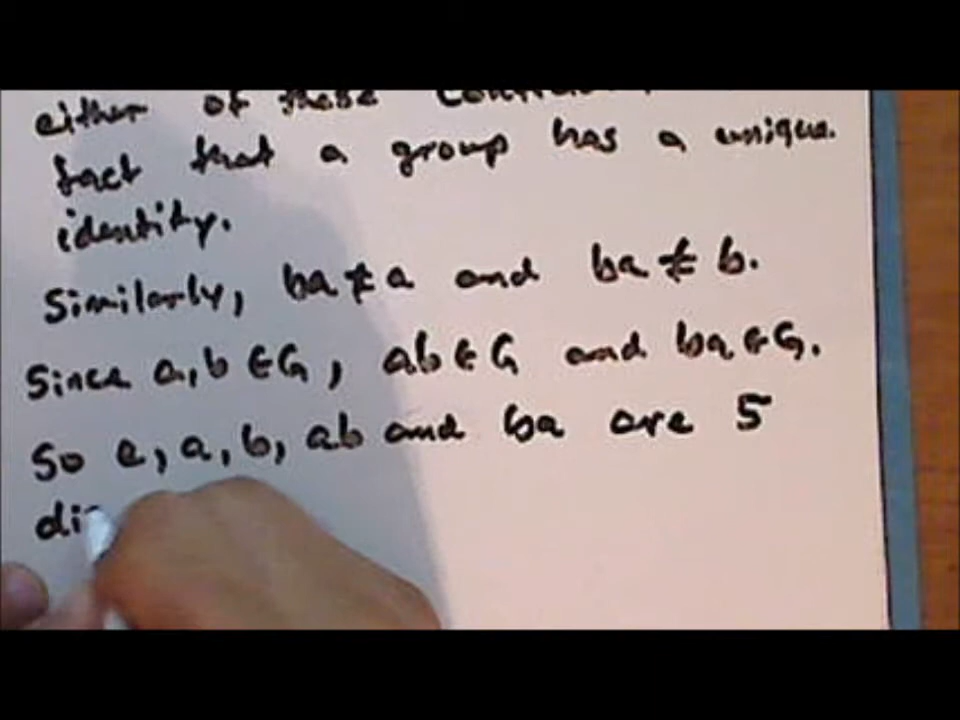 either of these
fact that a group has a unique
identity.
Similarly, ba ≠ a and ba ≠ b.
Since a, b ∈ G, ab ∈ G and ba ∈ G.
So e, a, b, ab and ba are 5